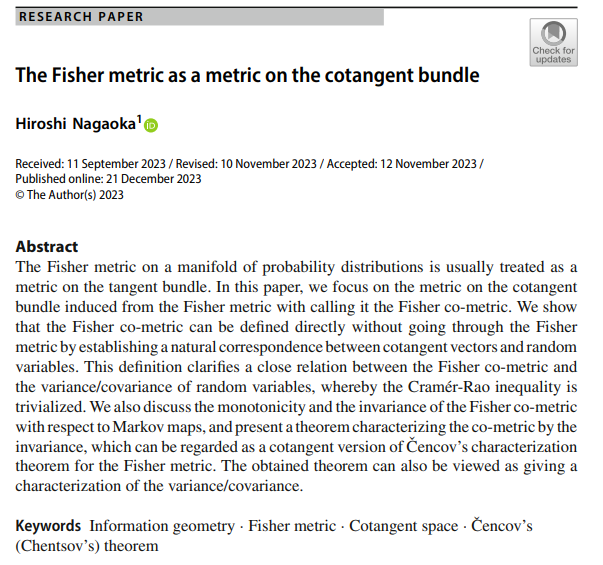 RESEARCH PAPER
Check for
updates
The Fisher metric as a metric on the cotangent bundle
Hiroshi Nagaoka1 iD
Received: 11 September 2023 / Revised: 10 November 2023 / Accepted: 12 November 2023 /
Published online: 21 December 2023
© The Author(s) 2023
Abstract
The Fisher metric on a manifold of probability distributions is usually treated as a
metric on the tangent bundle. In this paper, we focus on the metric on the cotangent
bundle induced from the Fisher metric with calling it the Fisher co-metric. We show
that the Fisher co-metric can be defined directly without going through the Fisher
metric by establishing a natural correspondence between cotangent vectors and random
variables. This definition clarifies a close relation between the Fisher co-metric and
the variance/covariance of random variables, whereby the Cramér-Rao inequality is
trivialized. We also discuss the monotonicity and the invariance of the Fisher co-metric
with respect to Markov maps, and present a theorem characterizing the co-metric by the
invariance, which can be regarded as a cotangent version of Čencov’s characterization
theorem for the Fisher metric. The obtained theorem can also be viewed as giving a
characterization of the variance/covariance.
Keywords Information geometry · Fisher metric · Cotangent space · Čencov’s
(Chentsov’s) theorem